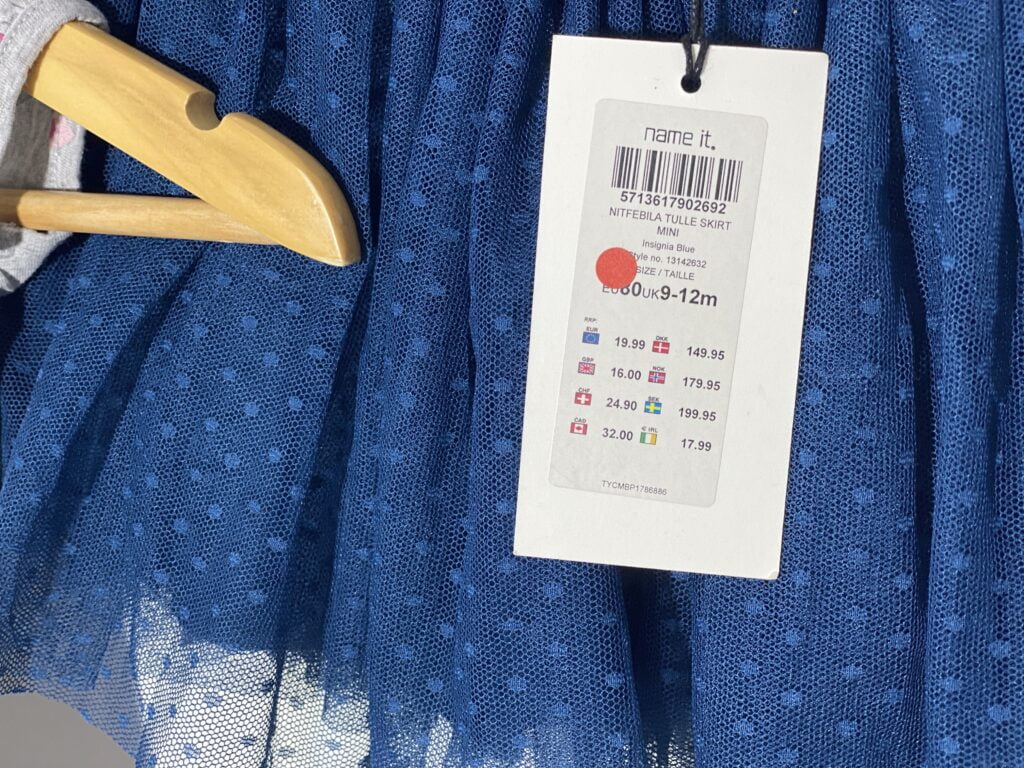 name it.
5713617902692
NITFEBILA TULLE SKIRT
MINI
Insignia Blue
Style no. 13142632
SIZE / TAILLE
EU80UK9-12m
RRP:
EUR 19.99 DKK 149.95
GBP 16.00 NOK 179.95
CHF 24.90 SEK 199.95
CAD 32.00 € IRL 17.99
TYCMBP1786886